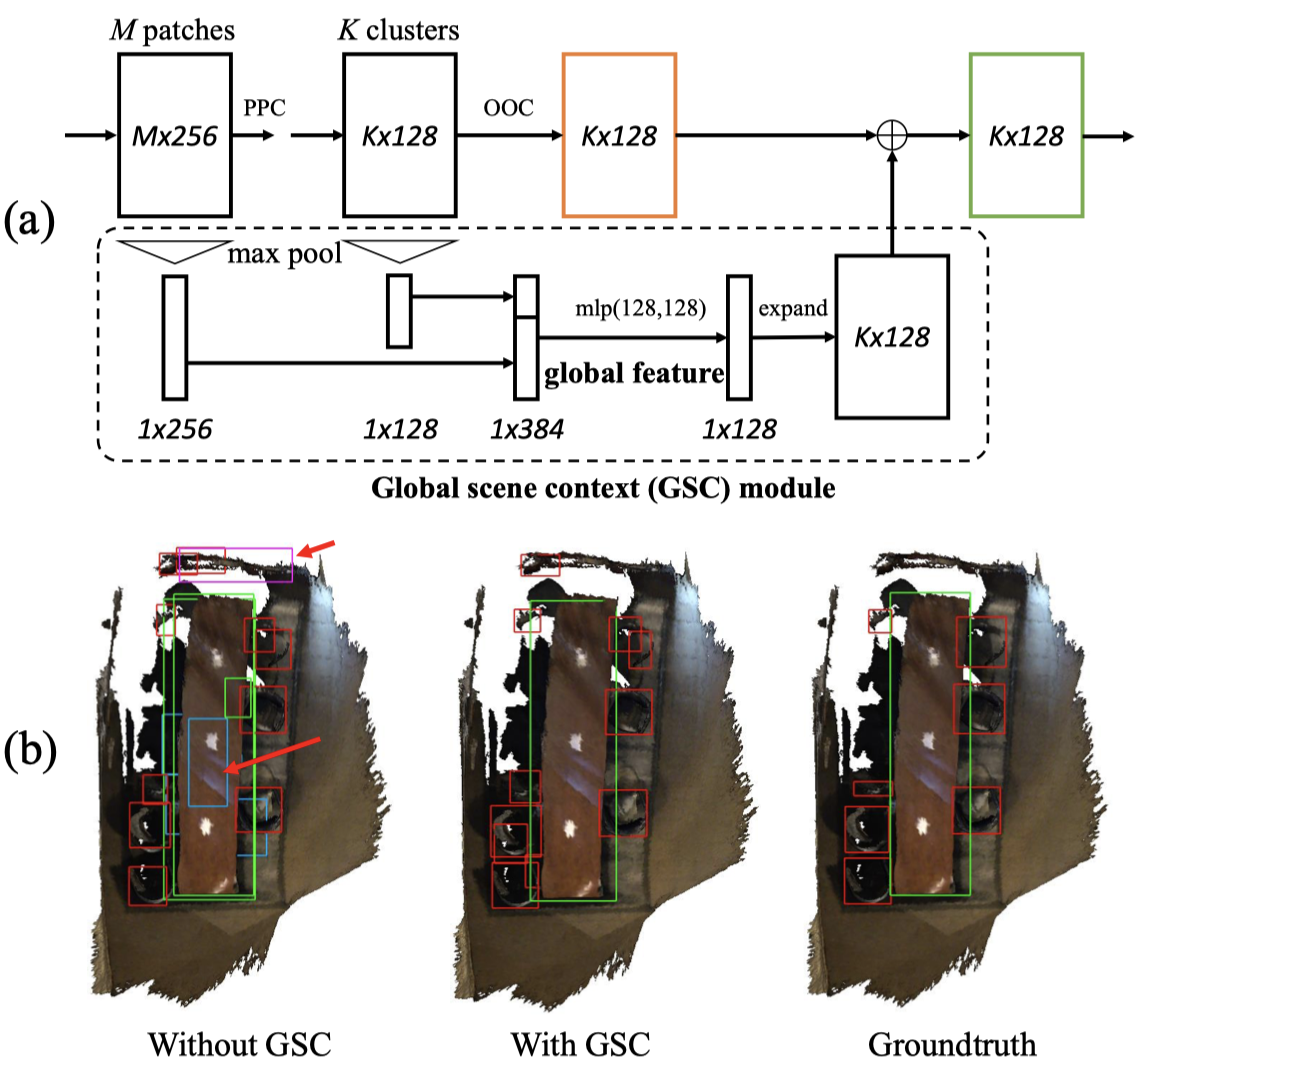 M patches
K clusters
Mx256
PPC
Kx128
OOC
Kx128
Kx128
(a)
max pool
mlp(128,128)
expand
Kx128
global feature
1x256
1x128
1x384
1x128
Global scene context (GSC) module
(b)
Without GSC
With GSC
Groundtruth